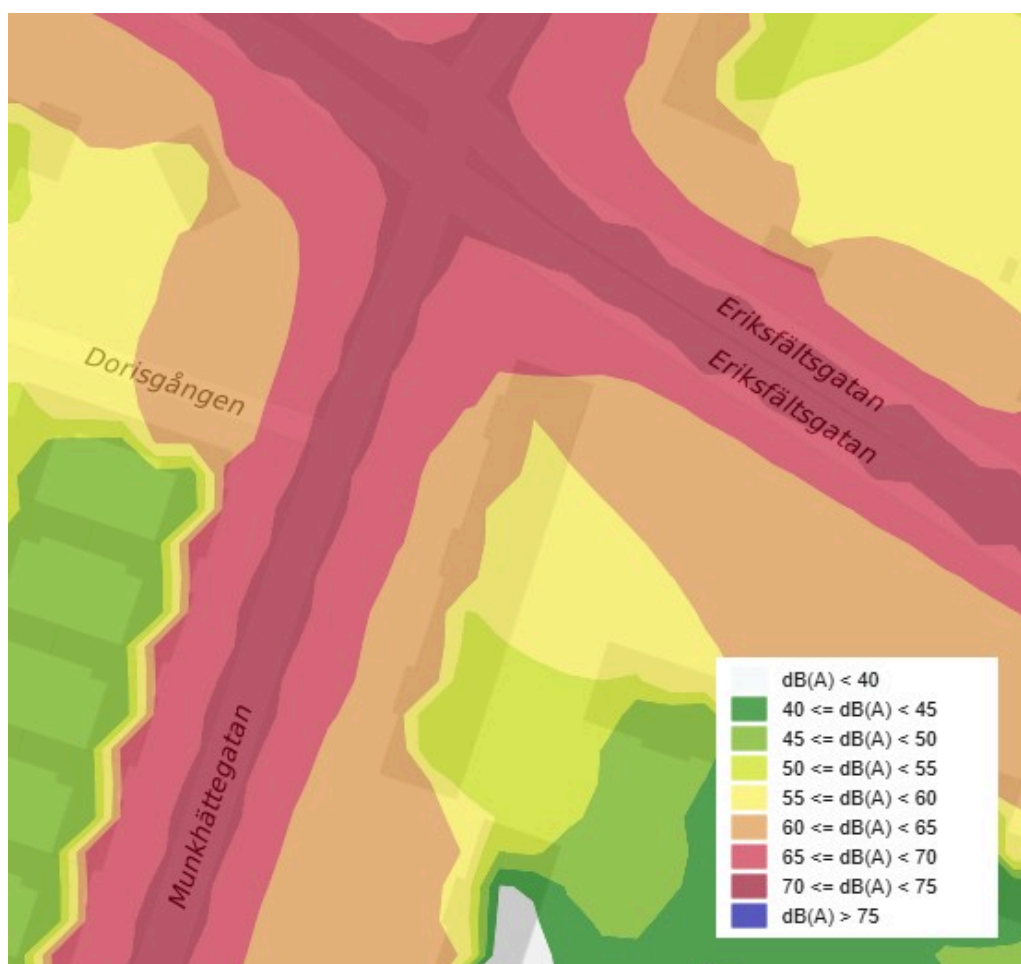 Eriksfältsgatan
Eriksfältsgatan
Dorisgången
Munkhättegatan
dB(A) < 40
40 <= dB(A) < 45
45 <= dB(A) < 50
50 <= dB(A) < 55
55 <= dB(A) < 60
60 <= dB(A) < 65
65 <= dB(A) < 70
70 <= dB(A) < 75
dB(A) > 75